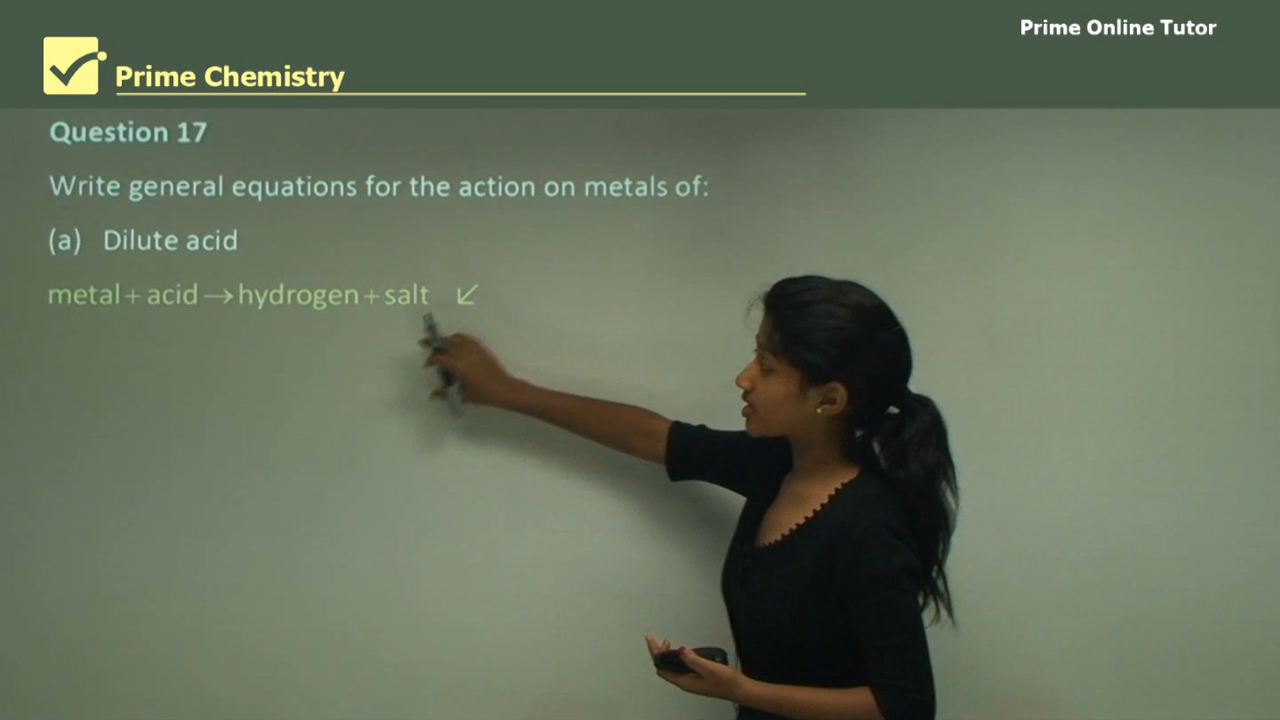 Prime Online Tutor
Prime Chemistry
Question 17
Write general equations for the action on metals of:
(a) Dilute acid
metal + acid → hydrogen + salt ↙